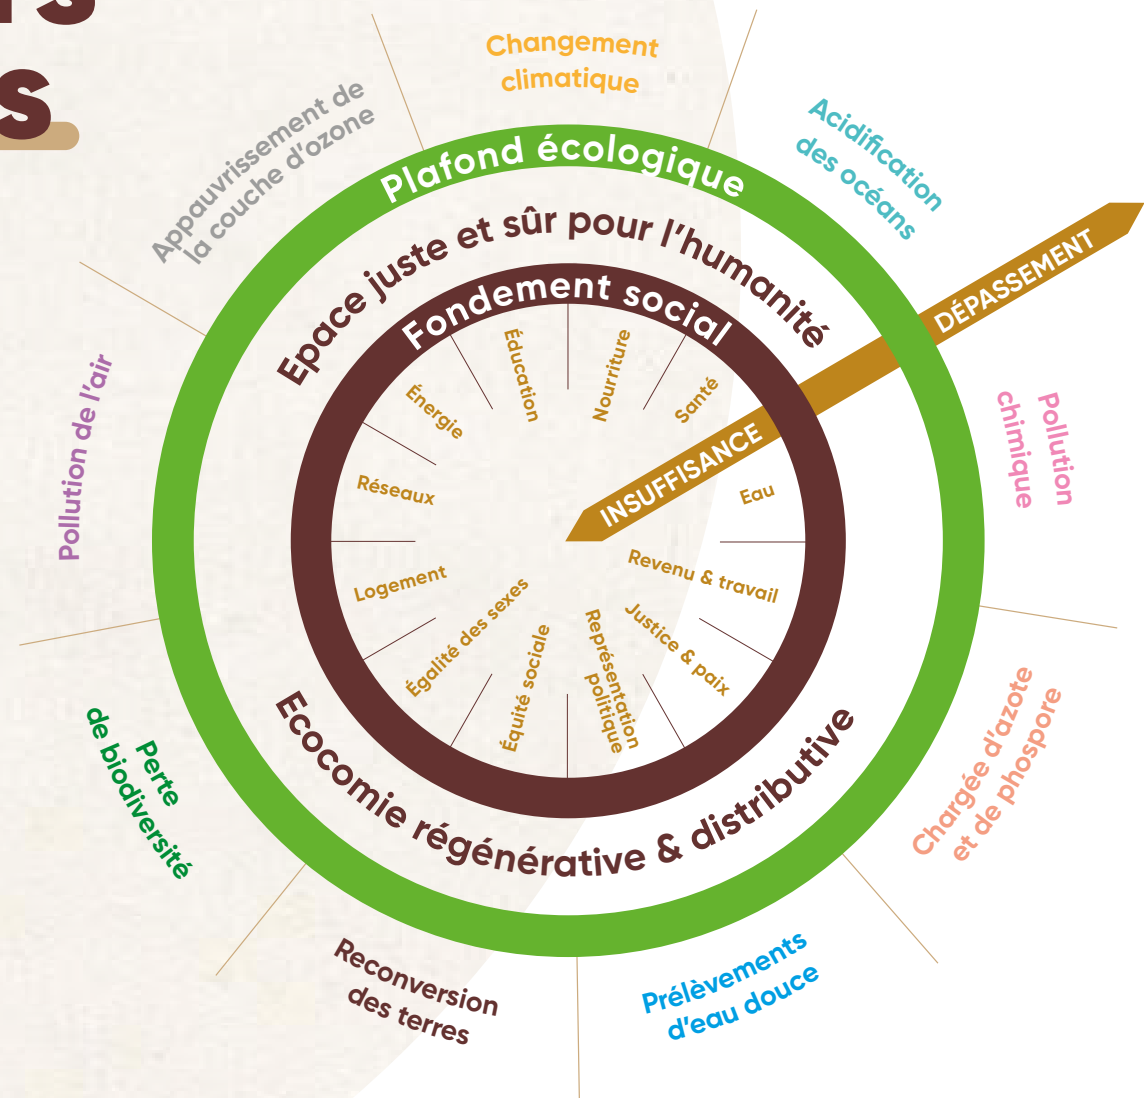 rs
s
Changement
climatique
Acidification
des océans
Pollution
chimique
Chargée d'azote
et de phospore
Prélèvements
d'eau douce
Reconversion
des terres
Perte
de biodiversité
Pollution de l'air
Appauvrissement de
la couche d'ozone
Plafond écologique
Epace juste et sûr pour l'humanité
Fondement social
DÉPASSEMENT
INSUFFISANCE
Énergie
Éducation
Nourriture
Santé
Eau
Revenu & travail
Justice & paix
Représentation
politique
Équité sociale
Égalité des sexes
Logement
Réseaux
Ecocomie régénérative & distributive